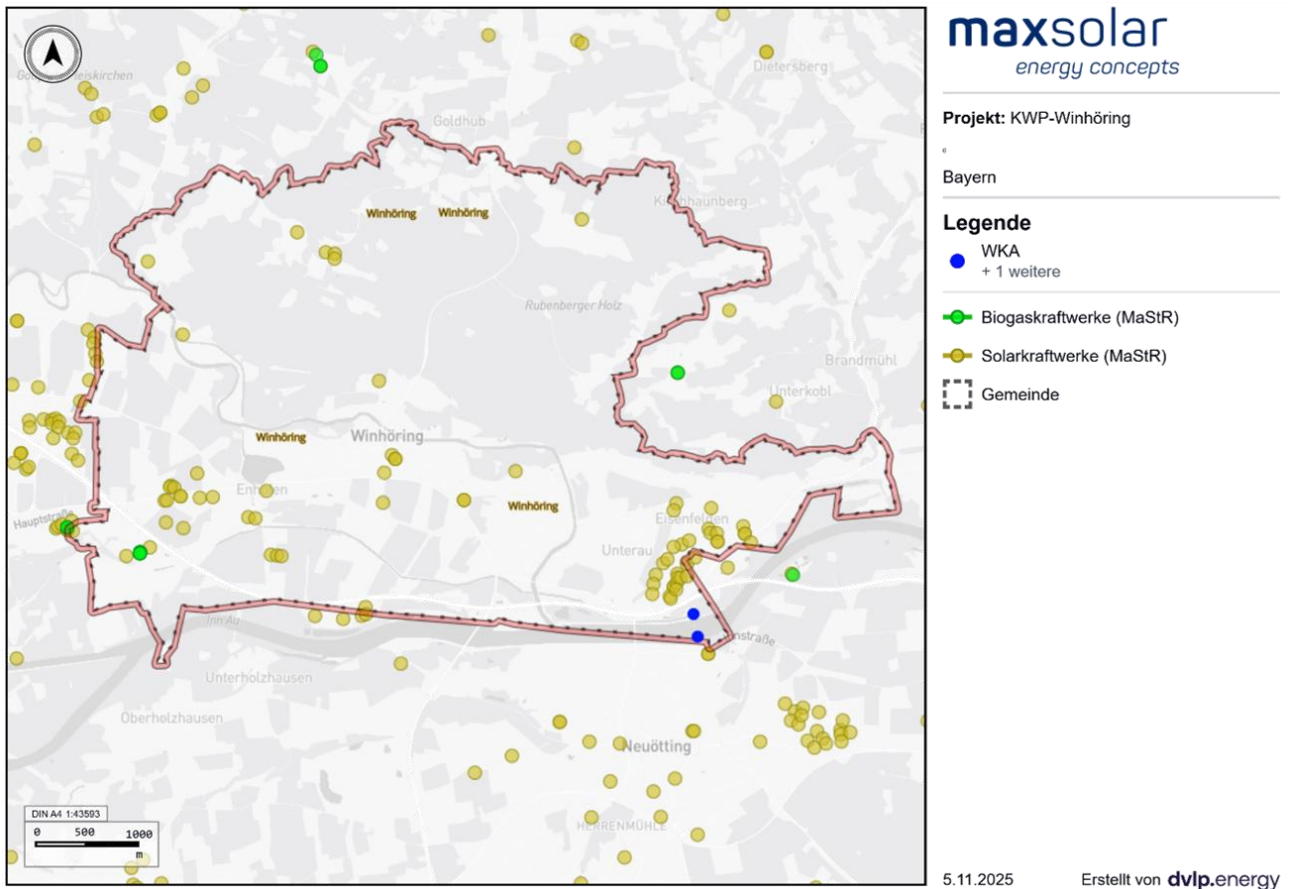 maxsolar
energy concepts
Projekt: KWP-Winhöring
Bayern
Legende
WKA
+ 1 weitere
Biogaskraftwerke (MaStR)
Solarkraftwerke (MaStR)
Gemeinde
Dietersberg
Goldhub
Winhöring Winhöring
Rubenberger Holz
Brandmühl
Unterkobl
Winhöring Winhöring
Winhöring
Hauptstraße
Eisenfelden
Unterau
Inn Au
Unterholzhausen
Oberholzhausen
Neuötting
HERRENMÜHLE
DIN A4 1:43593
0 500 1000
m
5.11.2025 Erstellt von dvlp.energy